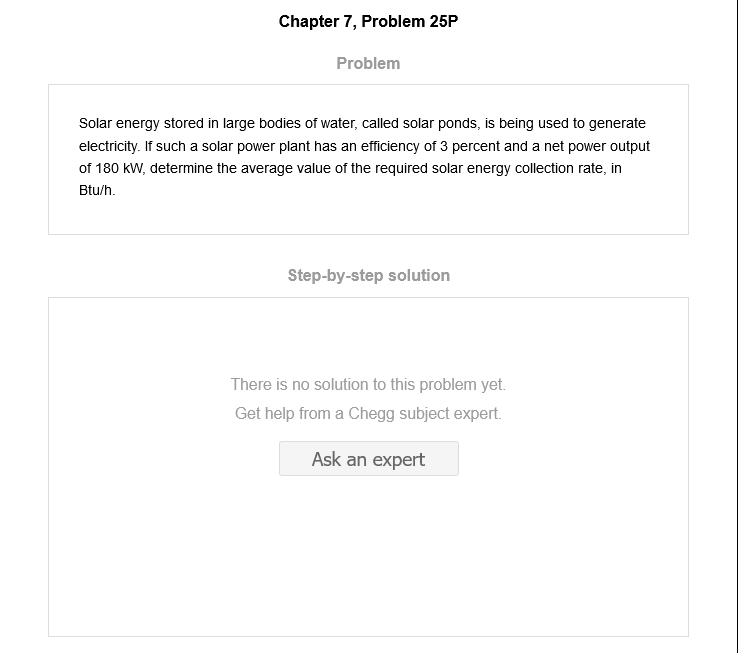 Chapter 7, Problem 25P
Problem
Solar energy stored in large bodies of water, called solar ponds, is being used to generate
electricity. If such a solar power plant has an efficiency of 3 percent and a net power output
of 180 kW, determine the average value of the required solar energy collection rate, in
Btu/h.
Step-by-step solution
There is no solution to this problem yet.
Get help from a Chegg subject expert.
Ask an expert